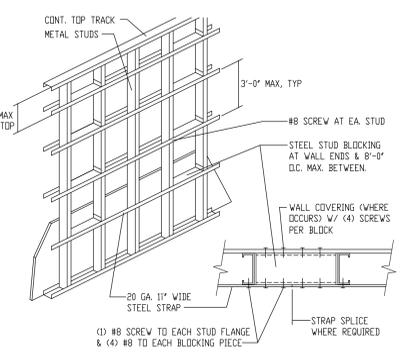 CONT. TOP TRACK
METAL STUDS
MAX
TOP
3'-0" MAX, TYP
#8 SCREW AT EA. STUD
STEEL STUD BLOCKING
AT WALL ENDS & 8'-0"
O.C. MAX. BETWEEN.
WALL COVERING (WHERE
OCCURS) W/ (4) SCREWS
PER BLOCK
20 GA. 1 1" WIDE
STEEL STRAP
STRAP SPLICE
WHERE REQUIRED
(1) #8 SCREW TO EACH STUD FLANGE
& (4) #8 TO EACH BLOCKING PIECE